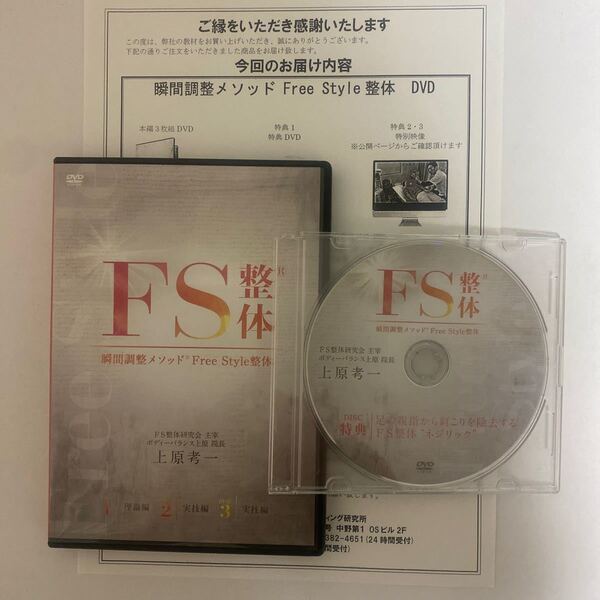 ご縁をいただき感謝いたします
この度は、弊社の教材をお買い上げいただき、誠にありがとうございます。
下記の通りご注文をいただきました商品をお届け致します。
今回のお届け内容
瞬間調整メソッド Free Style 整体 DVD
本編3枚組 DVD
特典1
特典 DVD
特典2・3
特別映像
※公開ページからご確認頂けます
DVD
FS整体®
瞬間調整メソッド® Free Style整体
FS整体研究会 主宰
ボディーバランス上原 院長
上原考一
1 理論編 2 実技編 3 実技編
FS整体®
瞬間調整メソッド® Free Style整体
FS整体研究会 主宰
ボディーバランス上原 院長
上原考一
DISC
特典
足の親指から肩こりを除去する
FS整体 "ネジリック"
DVD
ィング研究所
号 中野第1 OSビル 2F
382-4651 (24時間受付)
受付)